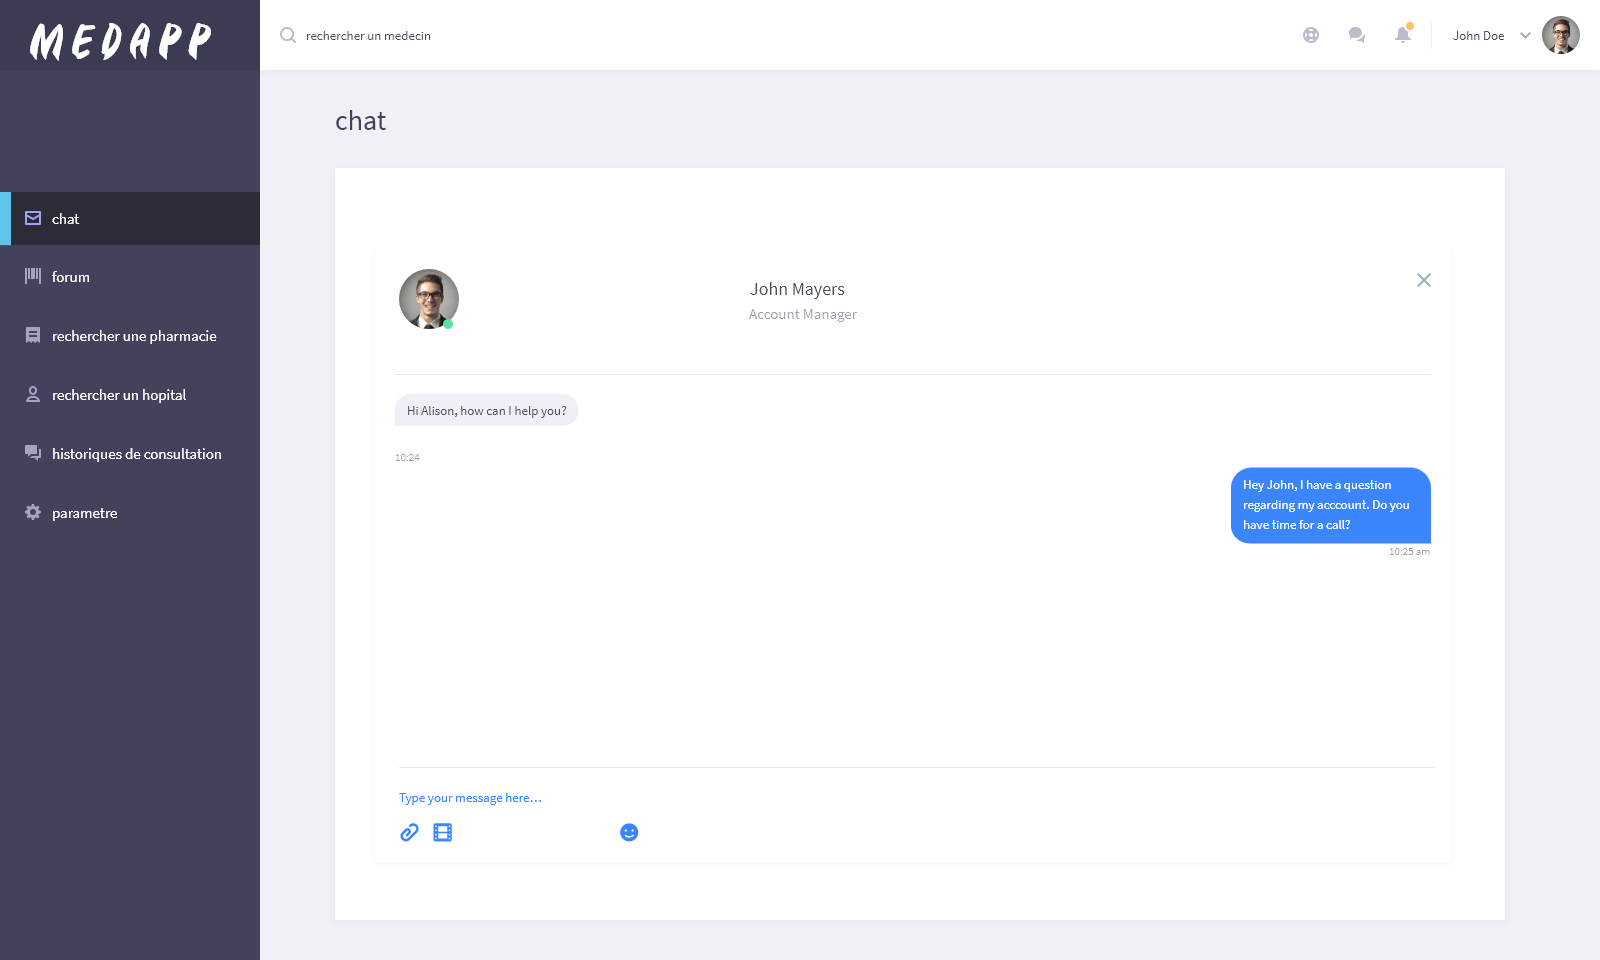 MEDAPP
rechercher un medecin
John Doe
chat
chat
forum
rechercher une pharmacie
rechercher un hopital
historiques de consultation
parametre
John Mayers
Account Manager
Hi Alison, how can I help you?
10:24
Hey John, I have a question
regarding my acccount. Do you
have time for a call?
10:25 am
Type your message here...